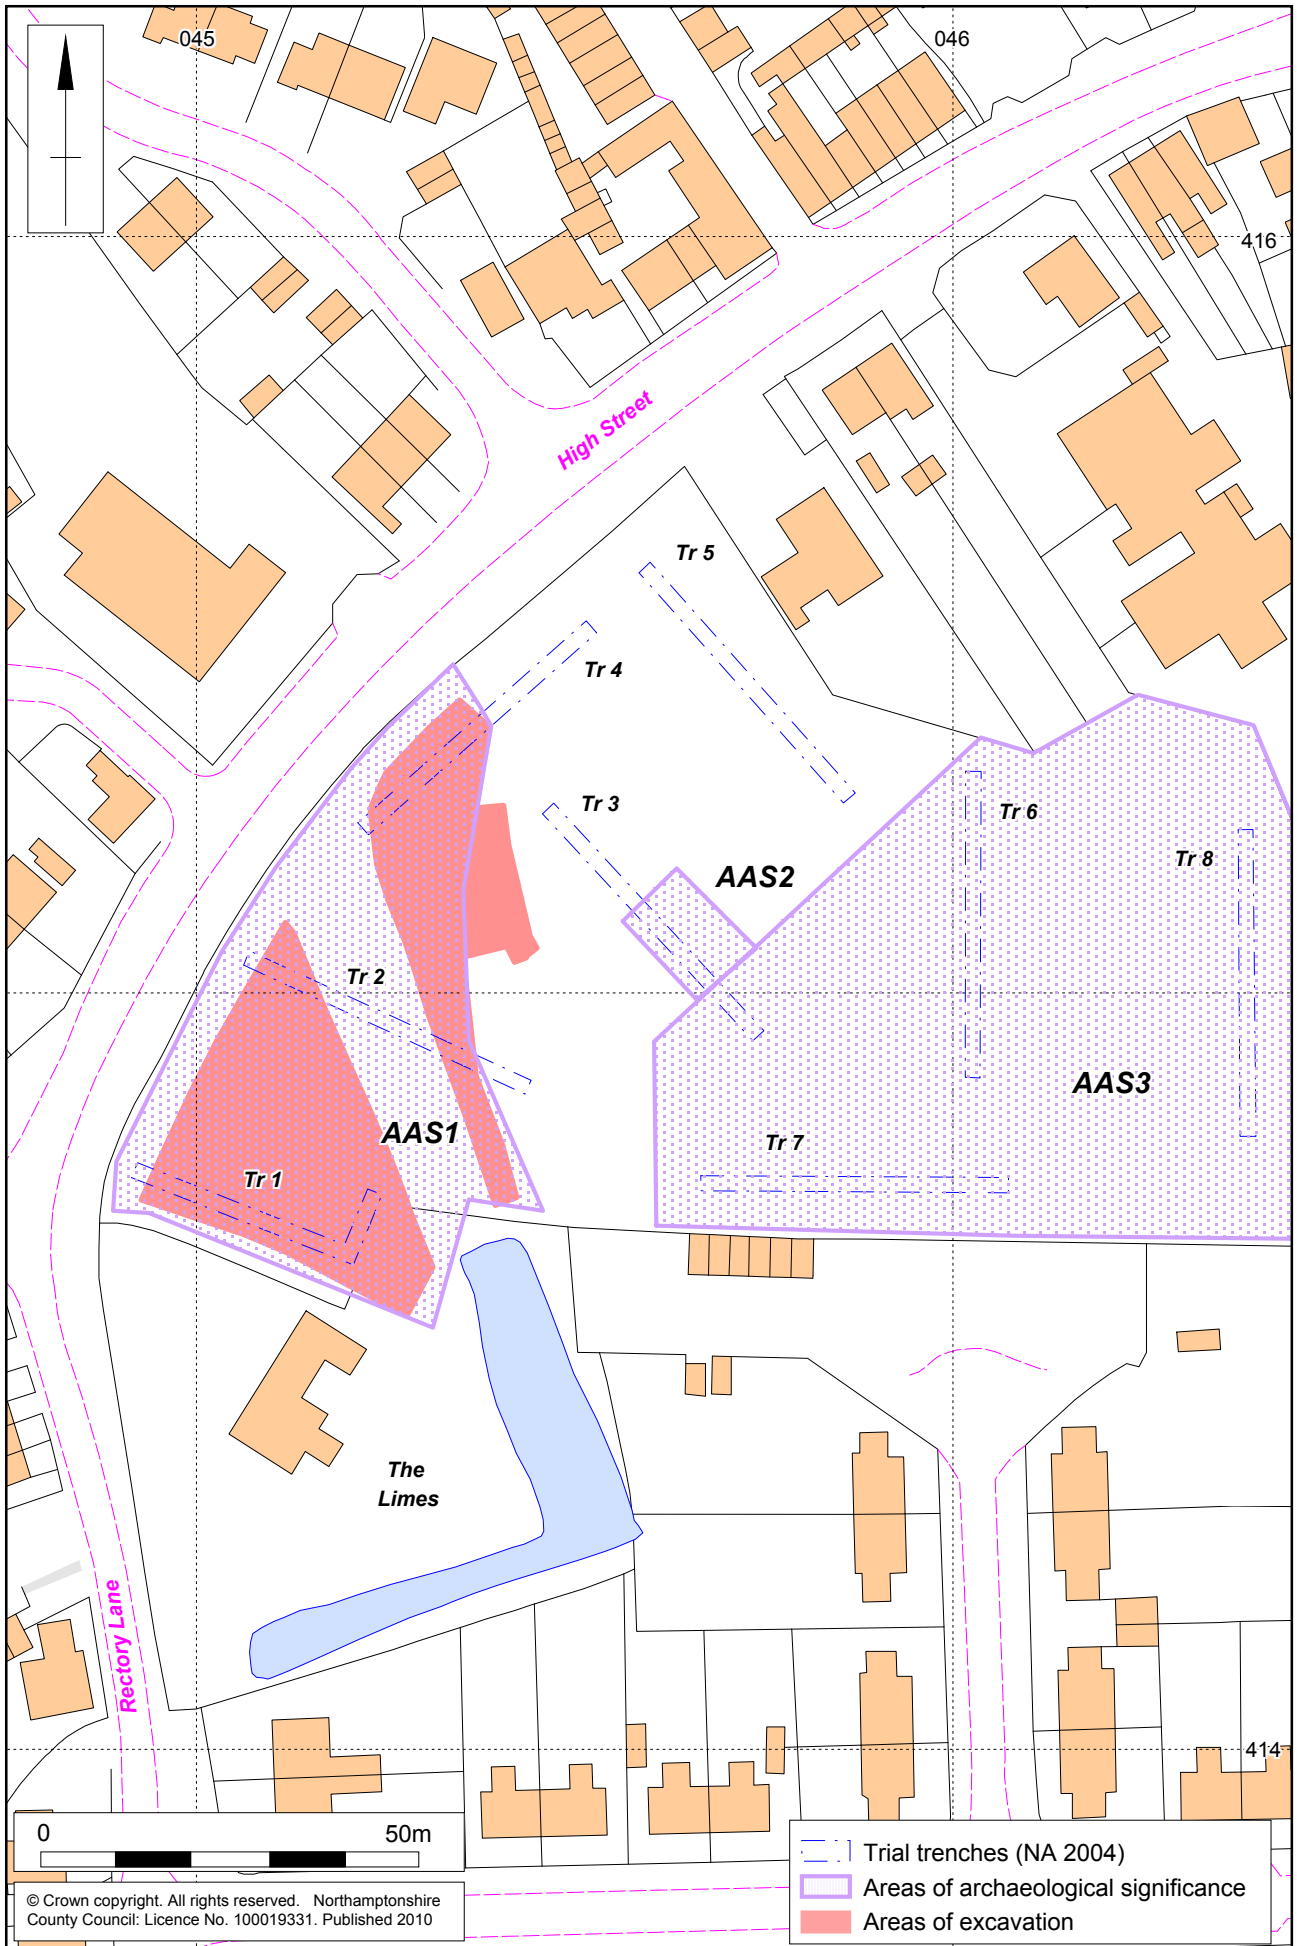 045
046
416
High Street
Tr 5
Tr 4
Tr 3
Tr 6
Tr 8
AAS2
Tr 2
AAS3
AAS1
Tr 7
Tr 1
The
Limes
Rectory Lane
414
0 50m
© Crown copyright. All rights reserved. Northamptonshire
County Council: Licence No. 100019331. Published 2010
Trial trenches (NA 2004)
Areas of archaeological significance
Areas of excavation